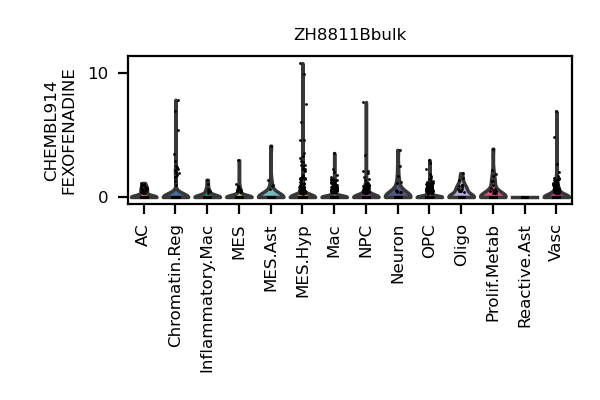 ZH8811Bbulk
CHEMBL914
FEXOFENADINE
10
0
AC
Chromatin.Reg
Inflammatory.Mac
MES
MES.Ast
MES.Hyp
Mac
NPC
Neuron
OPC
Oligo
Prolif.Metab
Reactive.Ast
Vasc